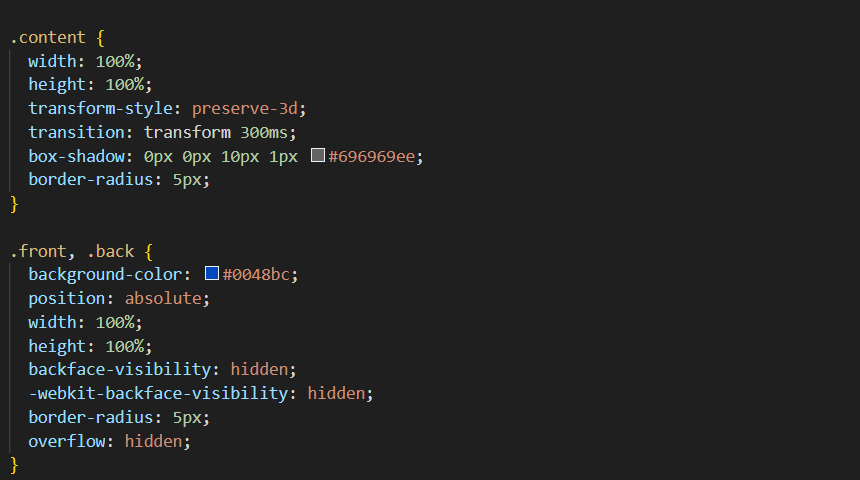 .content {
width: 100%;
height: 100%;
transform-style: preserve-3d;
transition: transform 300ms;
box-shadow: 0px 0px 10px 1px #696969ee;
border-radius: 5px;
}
.front, .back {
background-color: #0048bc;
position: absolute;
width: 100%;
height: 100%;
backface-visibility: hidden;
-webkit-backface-visibility: hidden;
border-radius: 5px;
overflow: hidden;
}